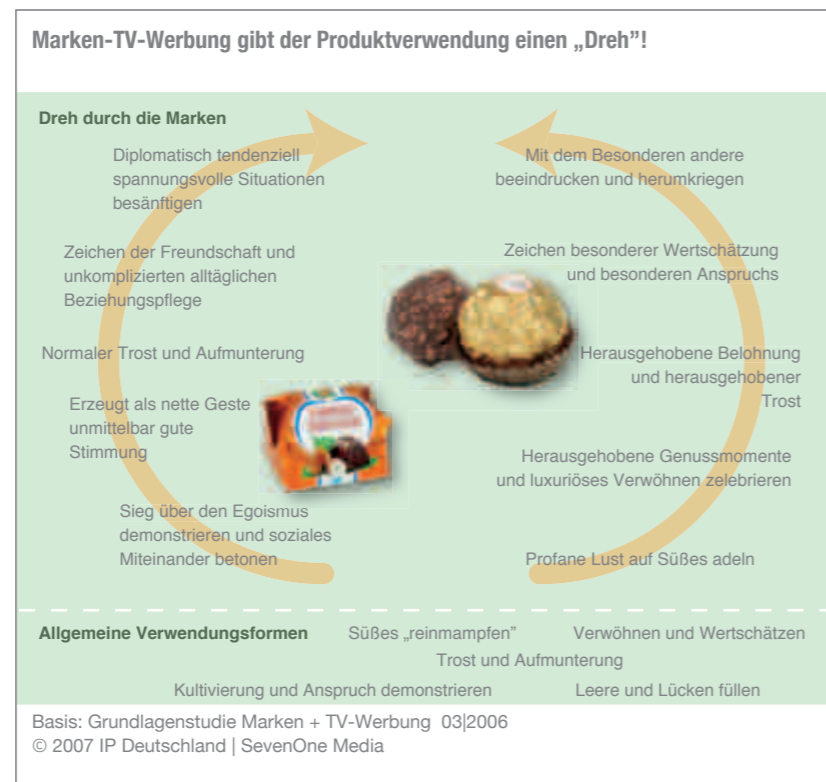 Marken-TV-Werbung gibt der Produktverwendung einen „Dreh”!
Dreh durch die Marken
Diplomatisch tendenziell
spannungsvolle Situationen
besänftigen
Zeichen der Freundschaft und
unkomplizierten alltäglichen
Beziehungspflege
Normaler Trost und Aufmunterung
Erzeugt als nette Geste
unmittelbar gute
Stimmung
Sieg über den Egoismus
demonstrieren und soziales
Miteinander betonen
Mit dem Besonderen andere
beeindrucken und herumkriegen
Zeichen besonderer Wertschätzung
und besonderen Anspruchs
Herausgehobene Belohnung
und herausgehobener
Trost
Herausgehobene Genussmomente
und luxuriöses Verwöhnen zelebrieren
Profane Lust auf Süßes adeln
Allgemeine Verwendungsformen Süßes „reinmampfen” Verwöhnen und Wertschätzen
Trost und Aufmunterung
Kultivierung und Anspruch demonstrieren Leere und Lücken füllen
Basis: Grundlagenstudie Marken + TV-Werbung 03|2006
© 2007 IP Deutschland | SevenOne Media